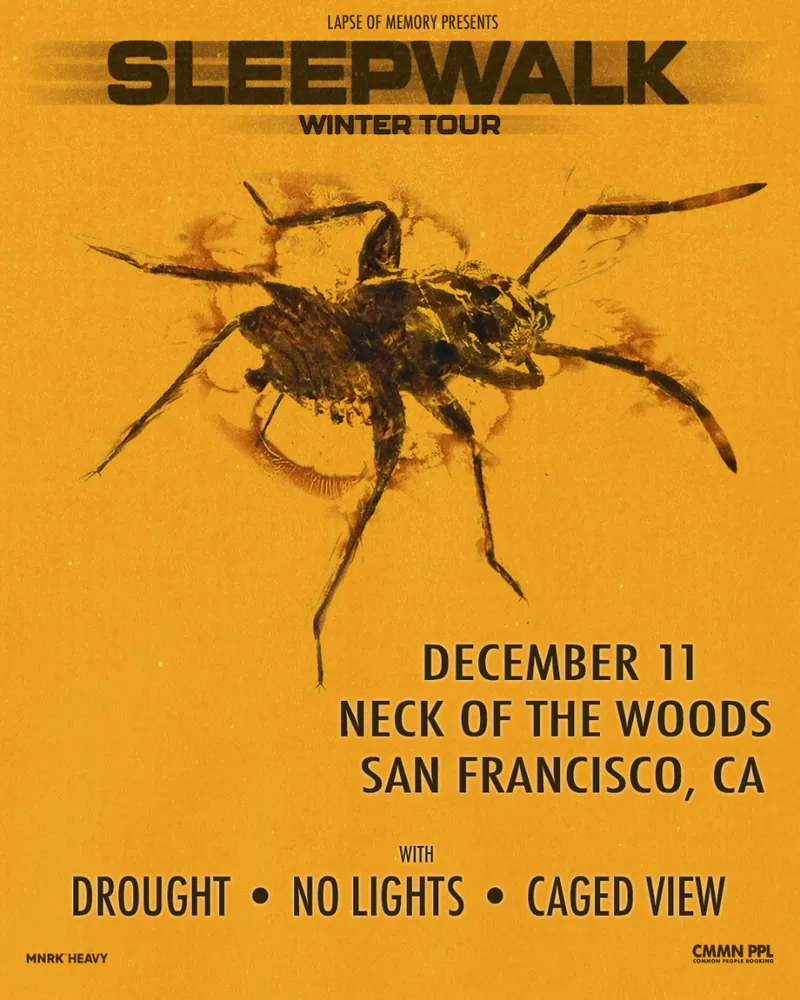 LAPSE OF MEMORY PRESENTS
SLEEPWALK
WINTER TOUR
DECEMBER 11
NECK OF THE WOODS
SAN FRANCISCO, CA
WITH
DROUGHT • NO LIGHTS • CAGED VIEW
MNRK HEAVY
CMMN PPL
COMMON PEOPLE BOOKING